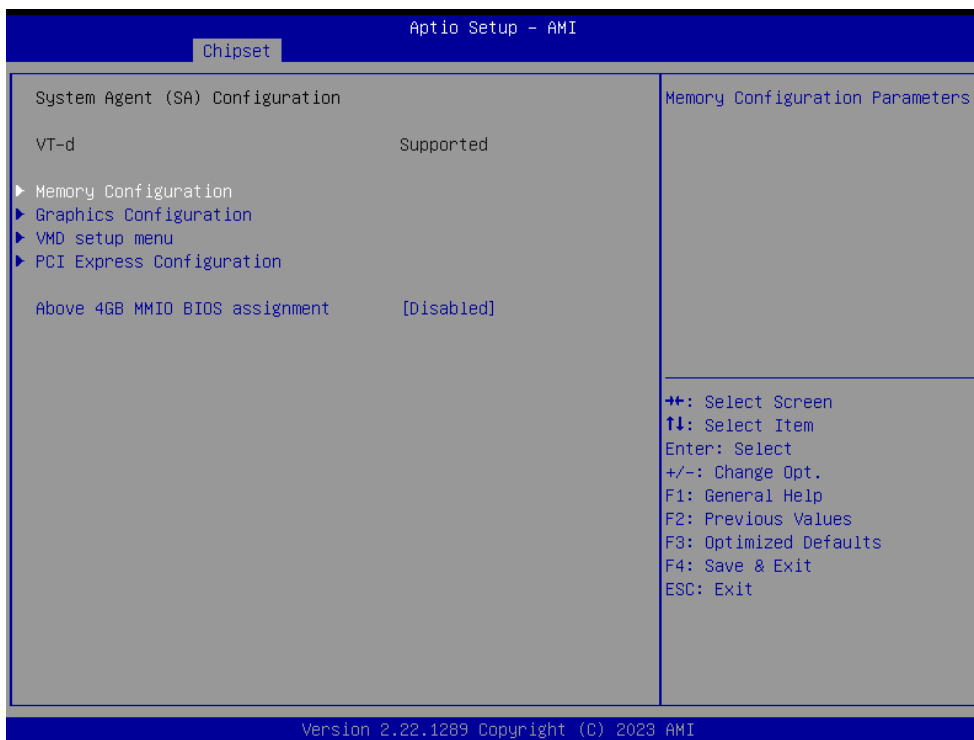 Aptio Setup – AMI
Chipset
System Agent (SA) Configuration
VT-d Supported
Memory Configuration
Graphics Configuration
VMD setup menu
PCI Express Configuration
Above 4GB MMIO BIOS assignment [Disabled]
Memory Configuration Parameters
→←: Select Screen
↑↓: Select Item
Enter: Select
+/-: Change Opt.
F1: General Help
F2: Previous Values
F3: Optimized Defaults
F4: Save & Exit
ESC: Exit
Version 2.22.1289 Copyright (C) 2023 AMI